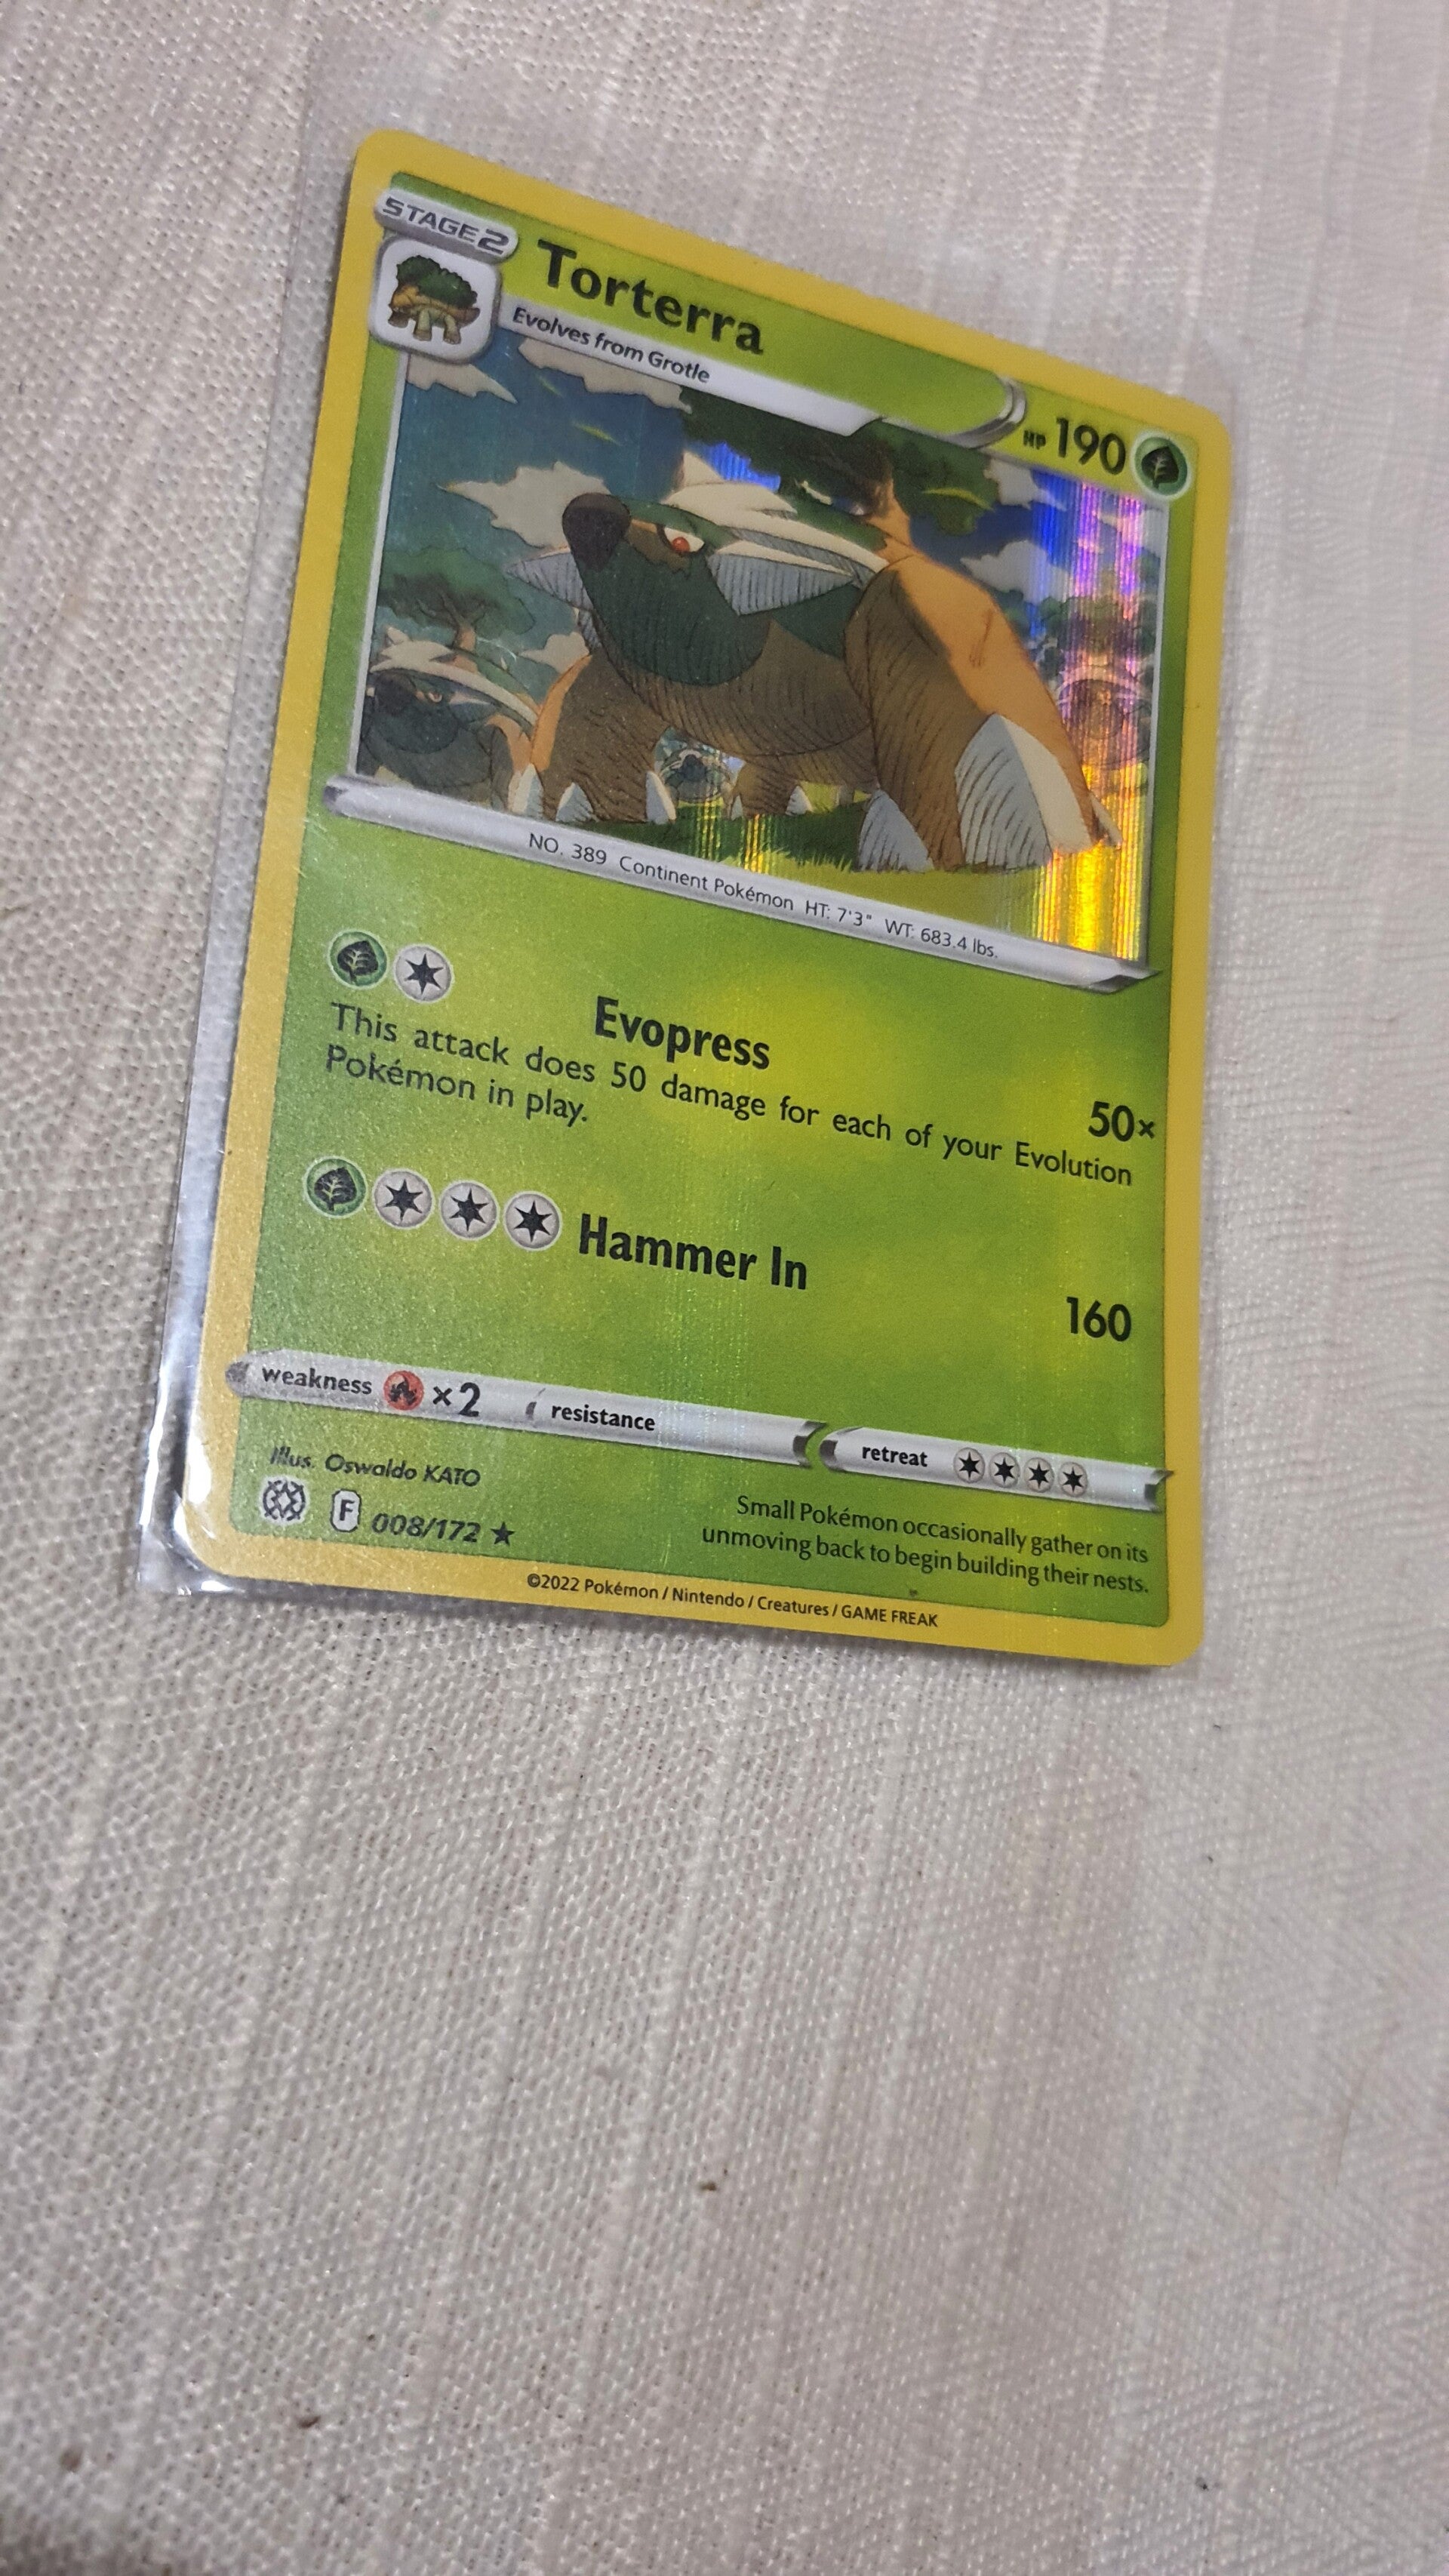 STAGE2
Torterra
Evolves from Grotle
HP 190
NO. 389 Continent Pokémon HT: 7'3" WT: 683.4 lbs.
Evopress 50×
This attack does 50 damage for each of your Evolution
Pokémon in play.
Hammer In 160
weakness ×2 resistance retreat
Illus. Oswaldo KATO
F 008/172 ★
Small Pokémon occasionally gather on its
unmoving back to begin building their nests.
©2022 Pokémon / Nintendo / Creatures / GAME FREAK